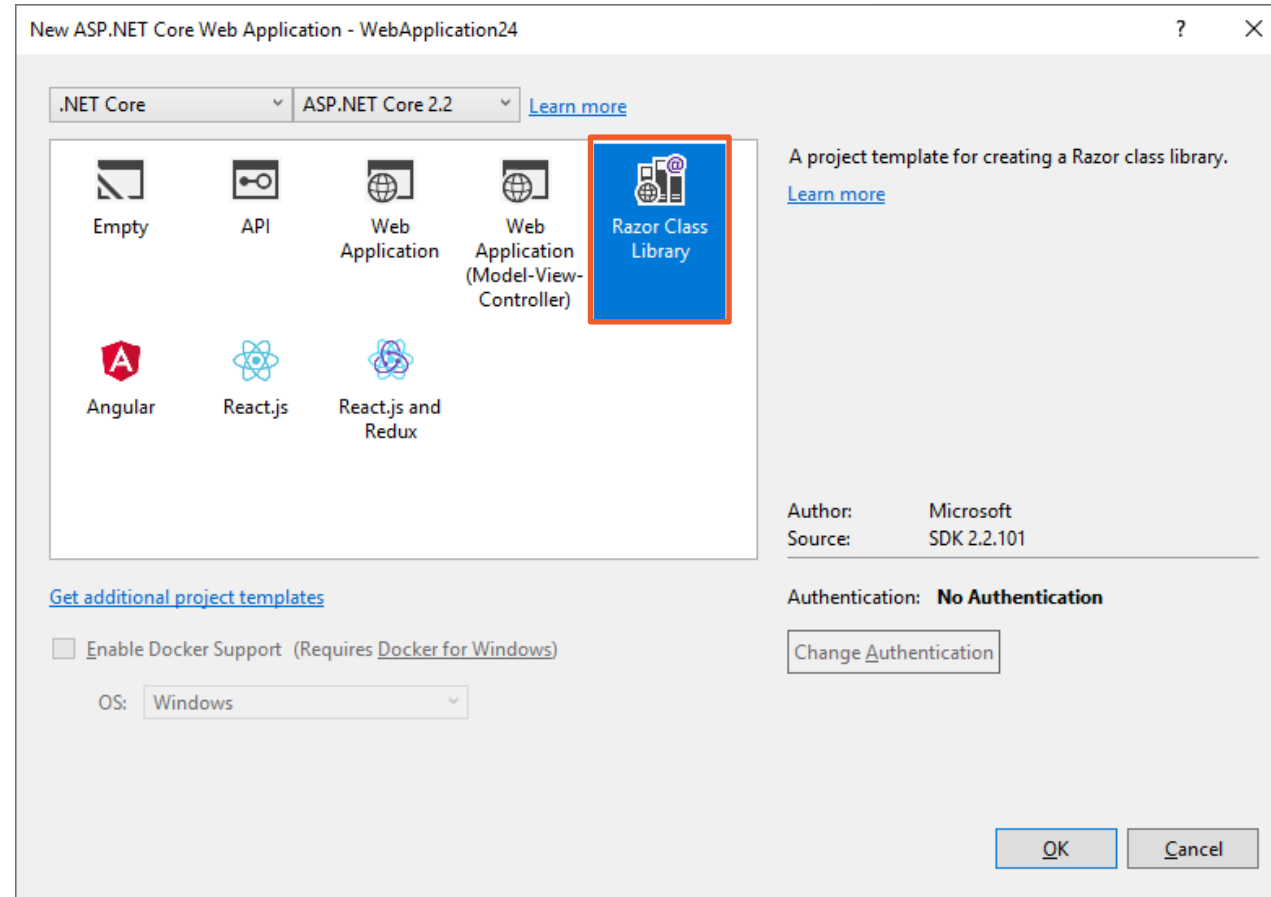 New ASP.NET Core Web Application - WebApplication24
?
.NET Core
ASP.NET Core 2.2
Learn more
Empty
API
Web
Application
Web
Application
(Model-View-
Controller)
Razor Class
Library
Angular
React.js
React.js and
Redux
A project template for creating a Razor class library.
Learn more
Author: Microsoft
Source: SDK 2.2.101
Get additional project templates
Authentication: No Authentication
Enable Docker Support (Requires Docker for Windows)
Change Authentication
OS: Windows
OK
Cancel